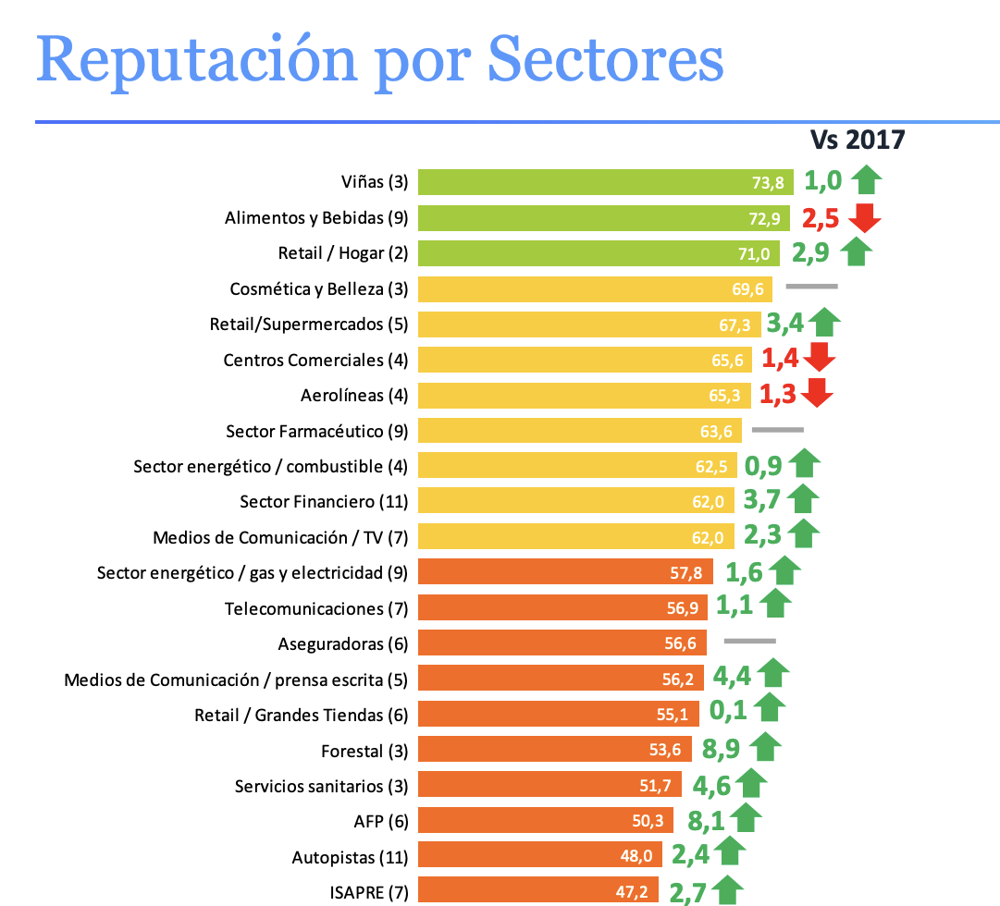 Reputación por Sectores
Vs 2017
Viñas (3) 73,8 1,0
Alimentos y Bebidas (9) 72,9 2,5
Retail / Hogar (2) 71,0 2,9
Cosmética y Belleza (3) 69,6
Retail/Supermercados (5) 67,3 3,4
Centros Comerciales (4) 65,6 1,4
Aerolíneas (4) 65,3 1,3
Sector Farmacéutico (9) 63,6
Sector energético / combustible (4) 62,5 0,9
Sector Financiero (11) 62,0 3,7
Medios de Comunicación / TV (7) 62,0 2,3
Sector energético / gas y electricidad (9) 57,8 1,6
Telecomunicaciones (7) 56,9 1,1
Aseguradoras (6) 56,6
Medios de Comunicación / prensa escrita (5) 56,2 4,4
Retail / Grandes Tiendas (6) 55,1 0,1
Forestal (3) 53,6 8,9
Servicios sanitarios (3) 51,7 4,6
AFP (6) 50,3 8,1
Autopistas (11) 48,0 2,4
ISAPRE (7) 47,2 2,7